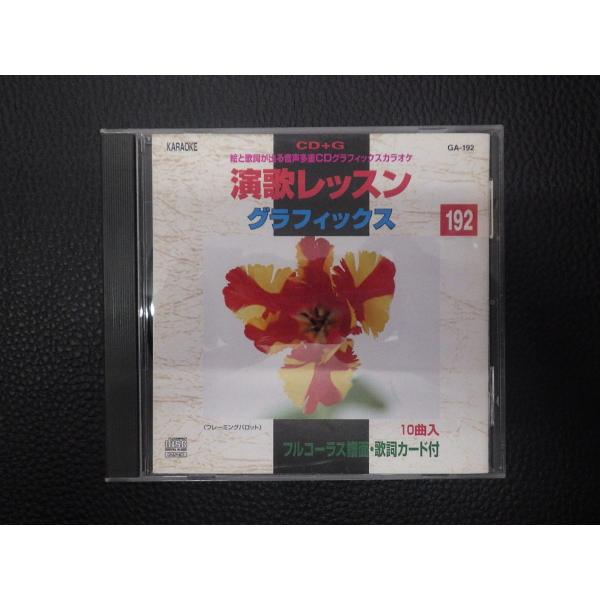 CD+G
KARAOKE
GA-192
絵と歌詞が出る音声多重CDグラフィックスカラオケ
演歌レッスン
グラフィックス
192
(フレーミングパロット)
10曲入
フルコーラス譜面・歌詞カード付